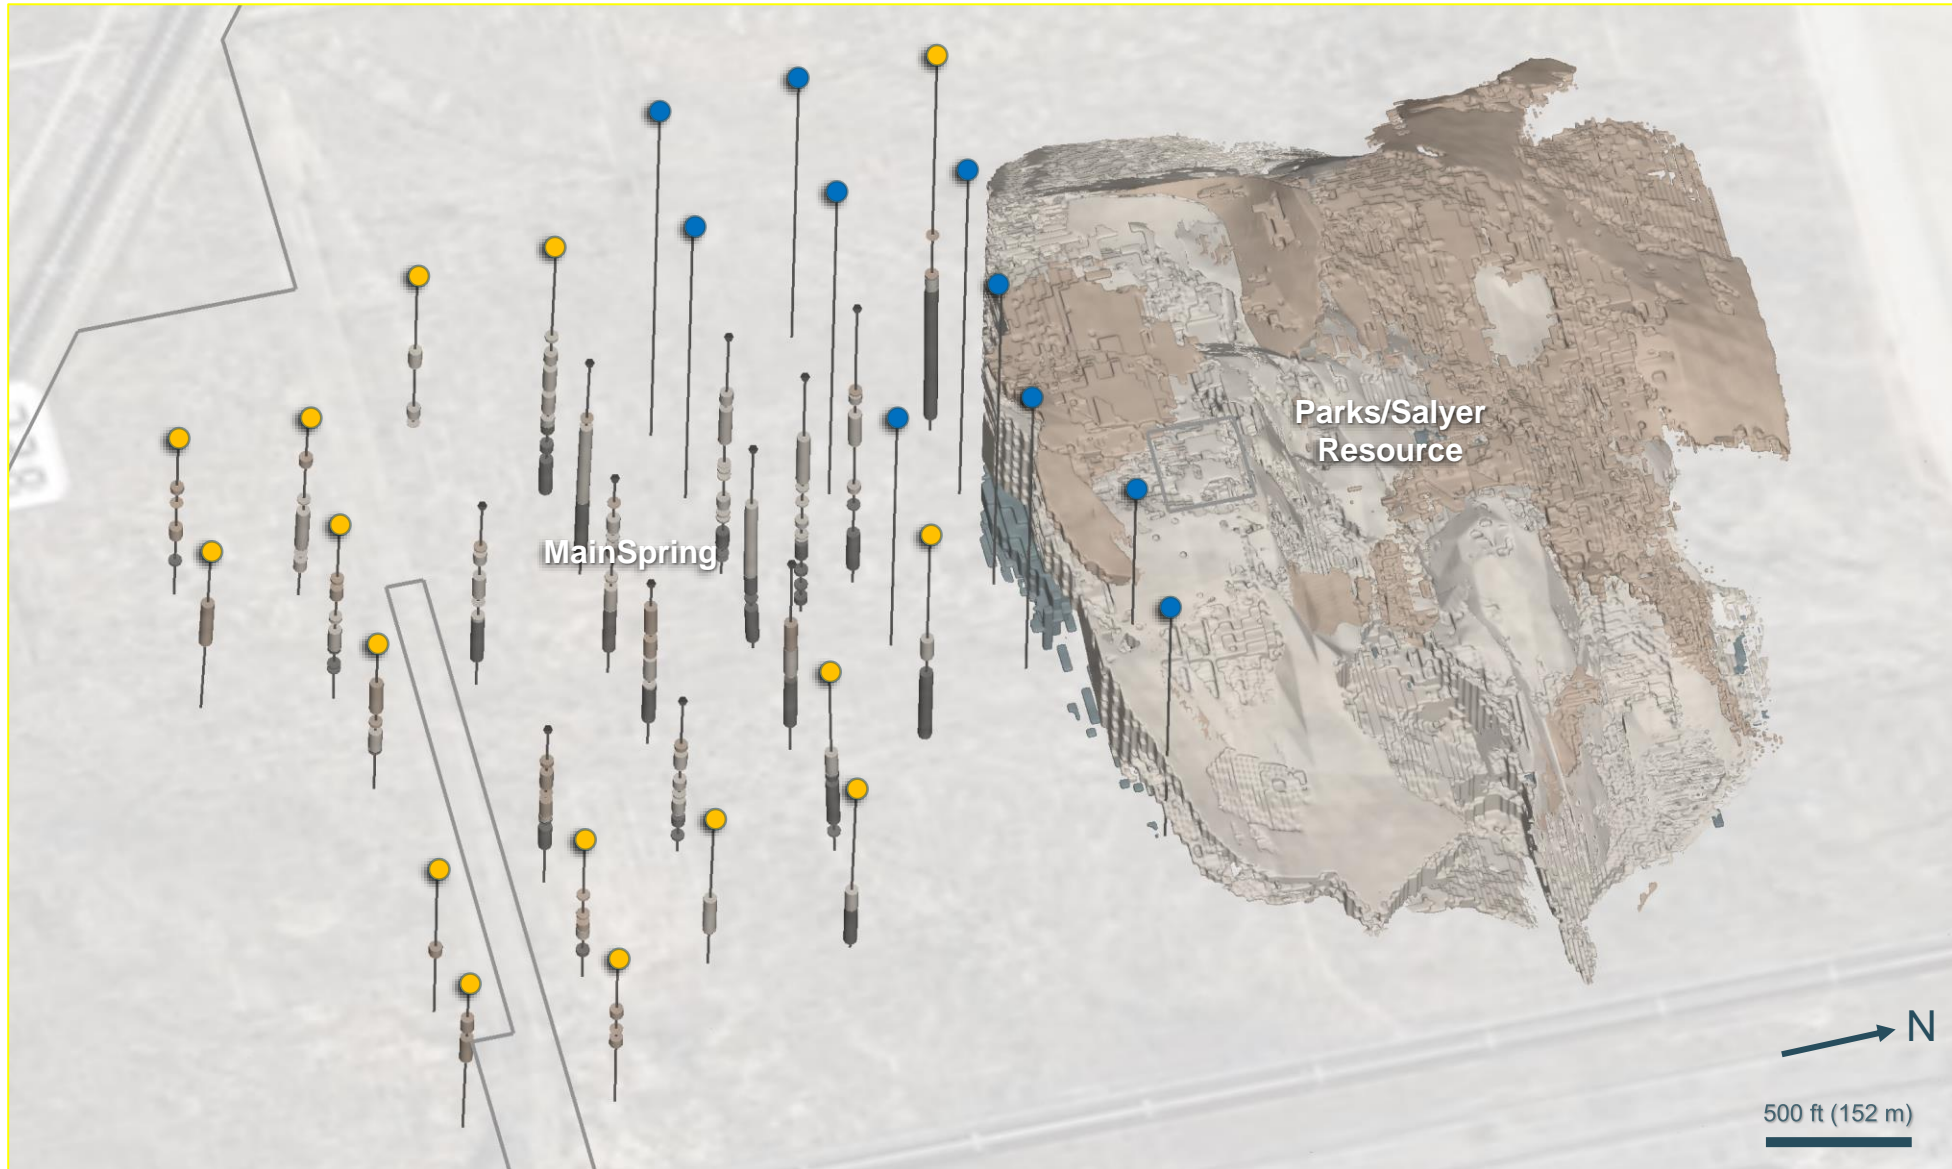 Parks/Salyer
Resource
MainSpring
N
500 ft (152 m)